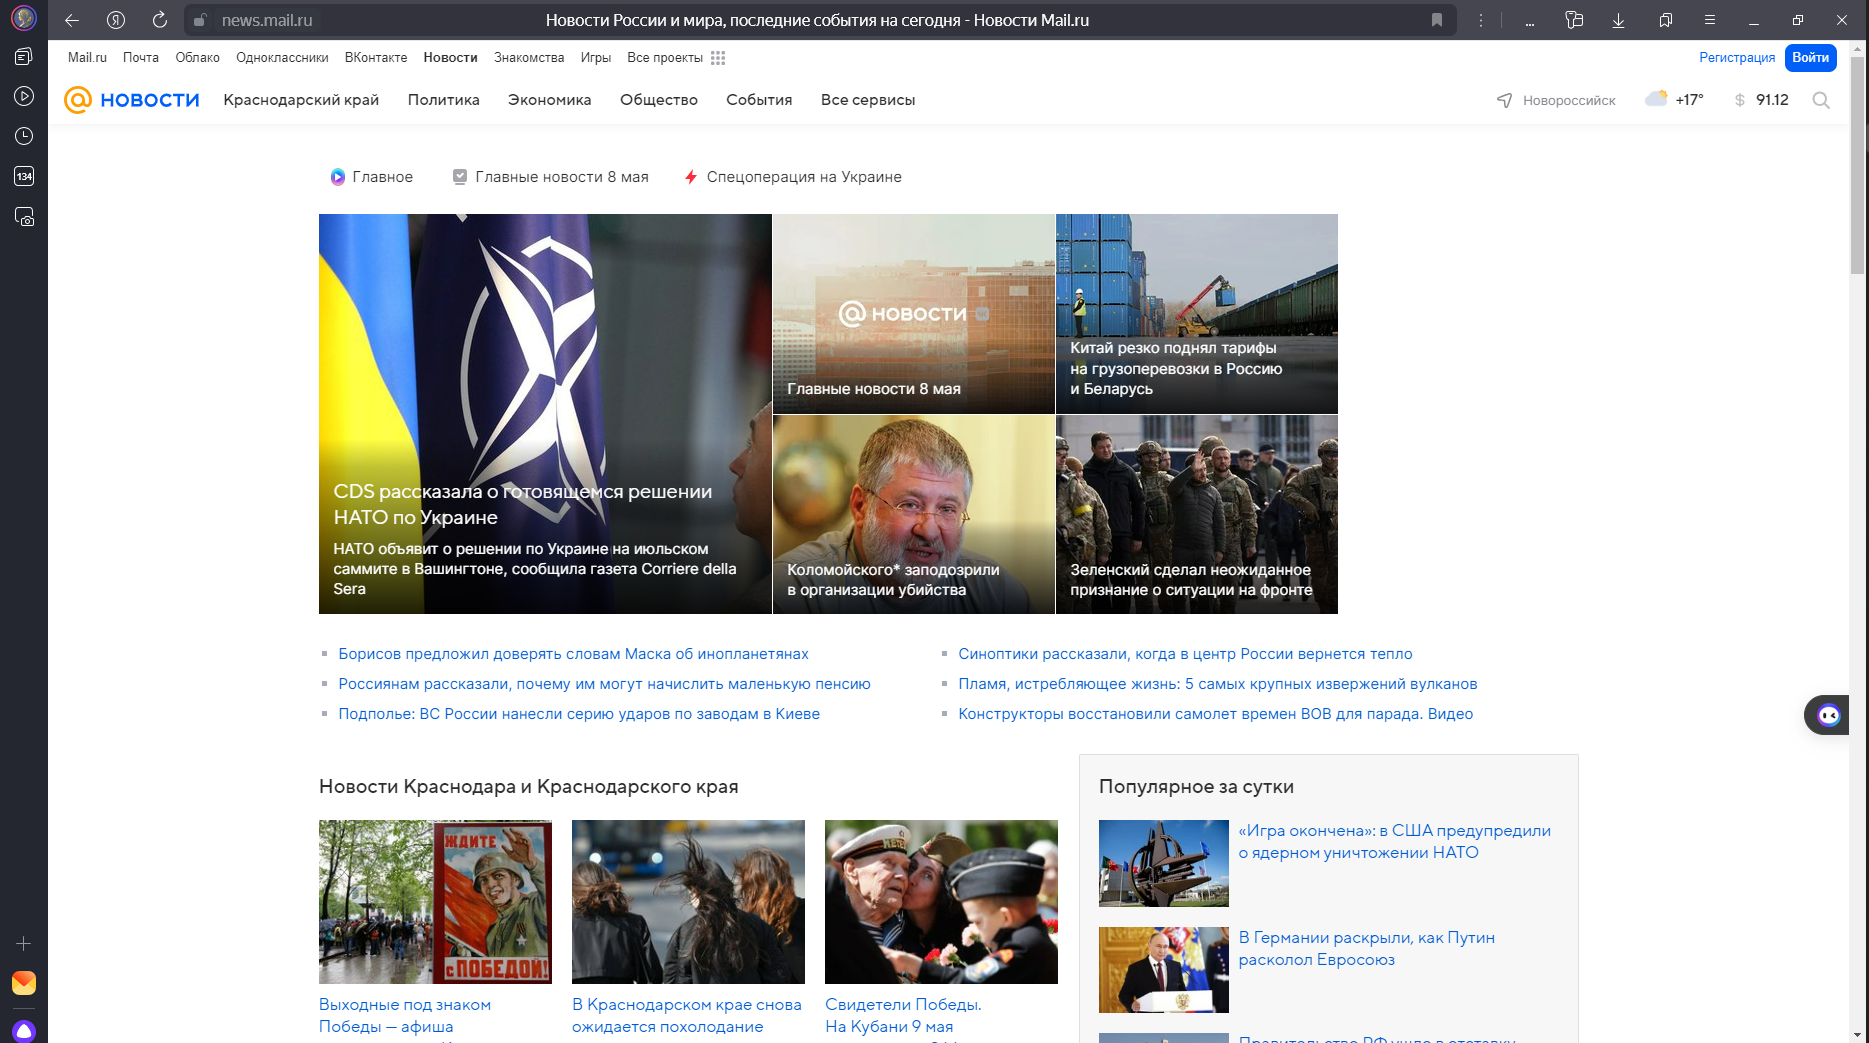 news.mail.ru
Новости России и мира, последние события на сегодня - Новости Mail.ru
134
Mail.ru Почта Облако Одноклассники ВКонтакте Новости Знакомства Игры Все проекты
Регистрация Войти
НОВОСТИ Краснодарский край Политика Экономика Общество События Все сервисы
Новороссийск +17° $ 91.12
Главное Главные новости 8 мая Спецоперация на Украине
CDS рассказала о готовящемся решении
НАТО по Украине
НАТО объявит о решении по Украине на июльском
саммите в Вашингтоне, сообщила газета Corriere della
Sera
НОВОСТИ
Главные новости 8 мая
Китай резко поднял тарифы
на грузоперевозки в Россию
и Беларусь
Коломойского* заподозрили
в организации убийства
Зеленский сделал неожиданное
признание о ситуации на фронте
Борисов предложил доверять словам Маска об инопланетянах
Россиянам рассказали, почему им могут начислить маленькую пенсию
Подполье: ВС России нанесли серию ударов по заводам в Киеве
Синоптики рассказали, когда в центр России вернется тепло
Пламя, истребляющее жизнь: 5 самых крупных извержений вулканов
Конструкторы восстановили самолет времен ВОВ для парада. Видео
Новости Краснодара и Краснодарского края
ЖДИТЕ
с ПОБЕДОЙ!
Выходные под знаком
Победы — афиша
В Краснодарском крае снова
ожидается похолодание
Свидетели Победы.
На Кубани 9 мая
Популярное за сутки
«Игра окончена»: в США предупредили
о ядерном уничтожении НАТО
В Германии раскрыли, как Путин
расколол Евросоюз
Правительство РФ ушло в отставку